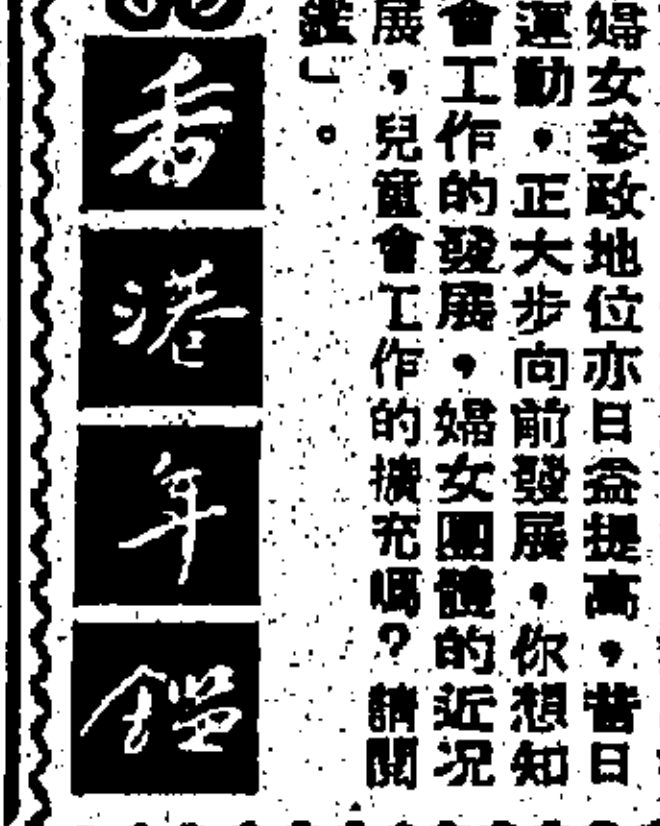 婦女參政地位亦日益提高，昔日
運動，正大步向前發展，你想知
會工作的發展，婦女團體的近況
展，兒童會工作的擴充嗎？請閱
鑑」。
香港年鑑